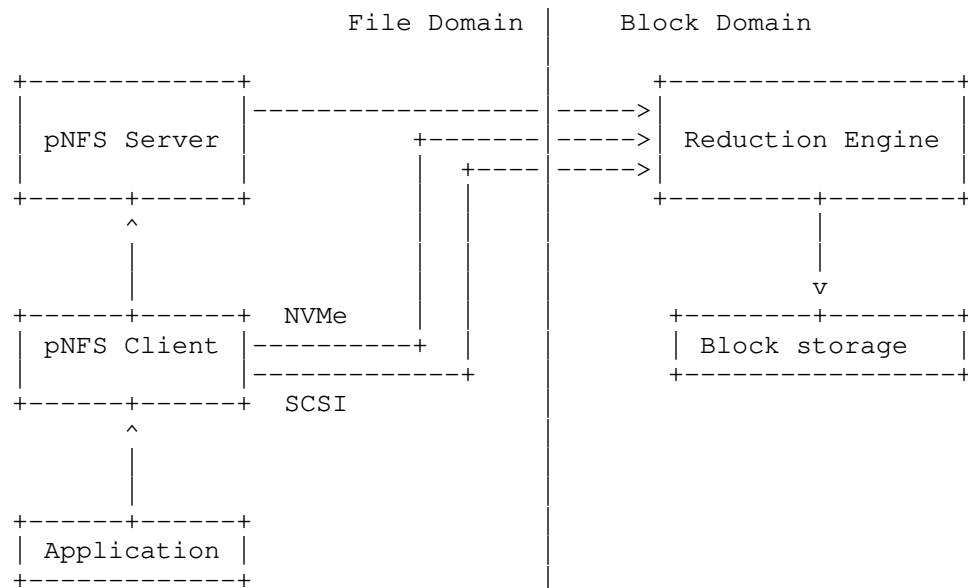 File Domain | Block Domain
pNFS Server
Reduction Engine
NVMe
pNFS Client
Block storage
SCSI
Application